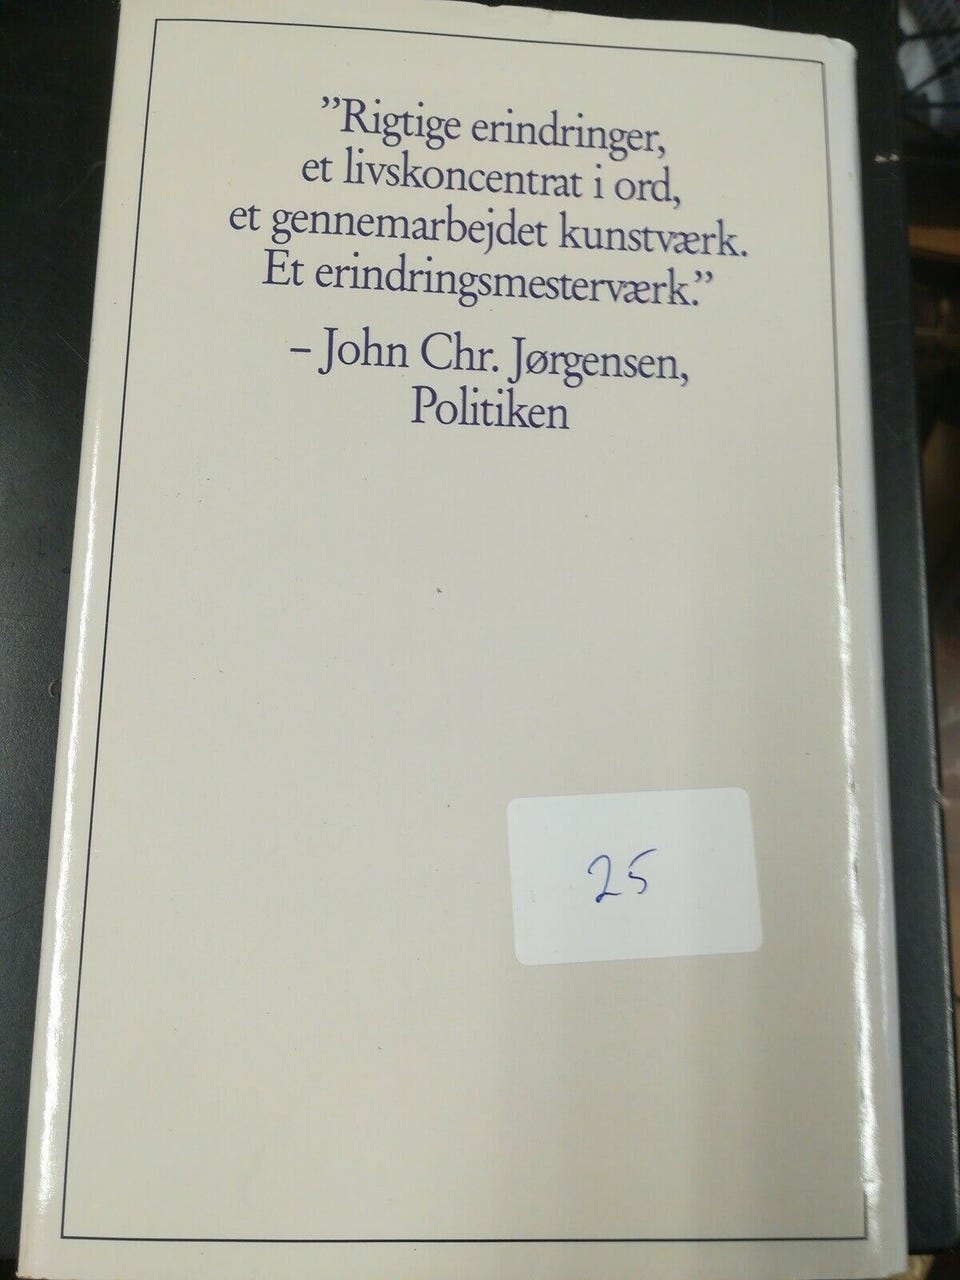 ”Rigtige erindringer,
et livskoncentrat i ord,
et gennemarbejdet kunstværk.
Et erindringsmesterværk.”
– John Chr. Jørgensen,
Politiken
25